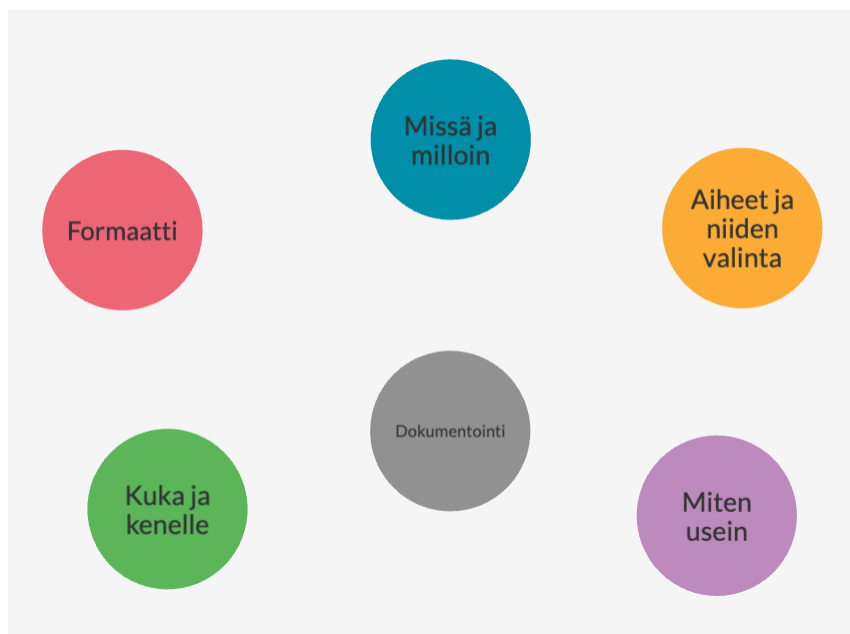 Missä ja
milloin
Formaatti
Aiheet ja
niiden
valinta
Dokumentointi
Kuka ja
kenelle
Miten
usein